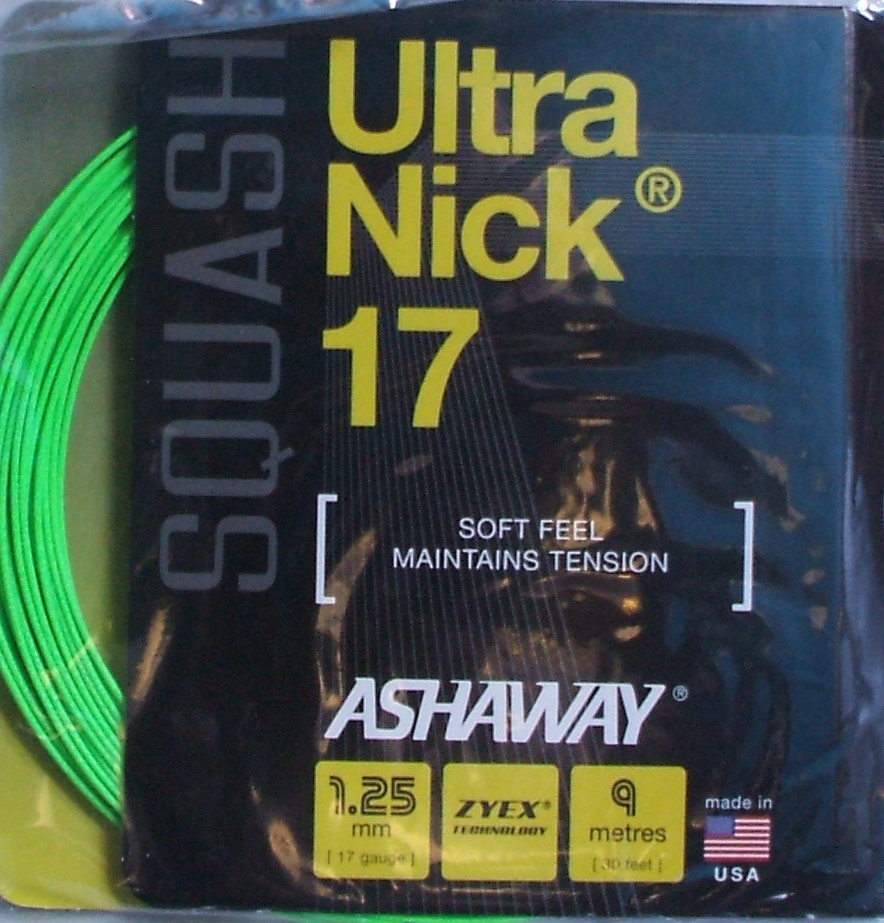 SQUASH
Ultra
Nick®
17
[ SOFT FEEL
MAINTAINS TENSION ]
ASHAWAY®
1.25
mm
[ 17 gauge ]
ZYEX®
TECHNOLOGY
9
metres
[ 30 feet ]
made in
USA